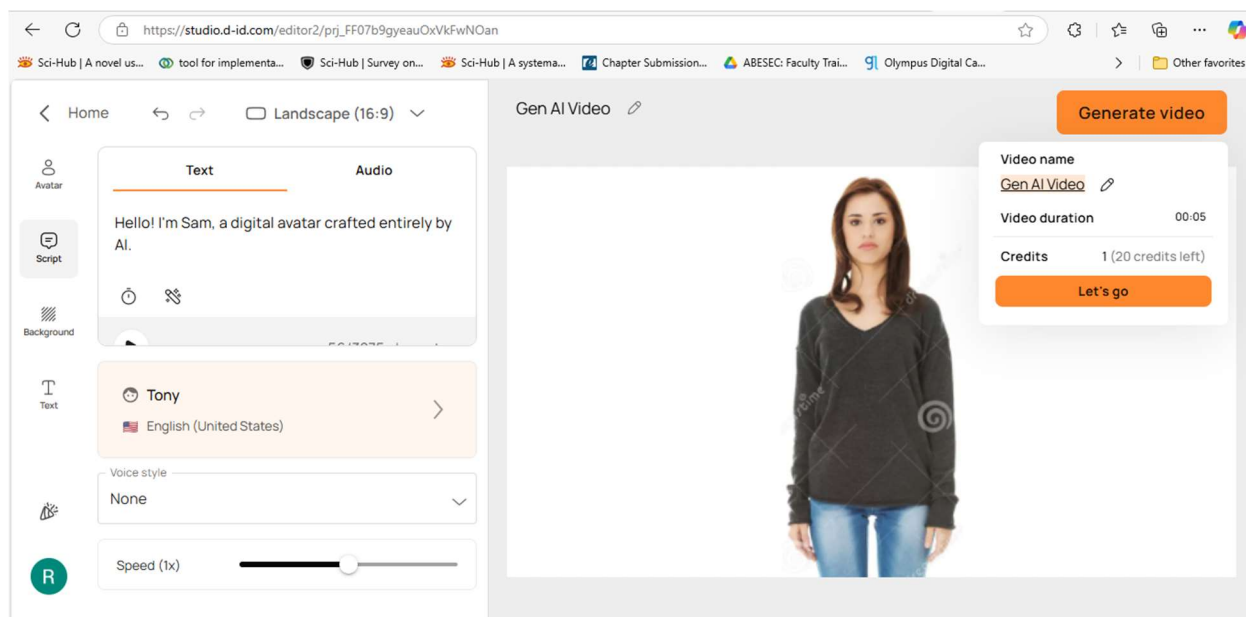 https://studio.d-id.com/editor2/prj_FF07b9gyeauOxVkFwNOan
Sci-Hub | A novel us...
tool for implementa...
Sci-Hub | Survey on...
Sci-Hub | A systema...
Chapter Submission...
ABESEC: Faculty Trai...
Olympus Digital Ca...
Other favorites
Home
Landscape (16:9)
Gen AI Video
Generate video
Avatar
Script
Background
Text
Text
Audio
Hello! I'm Sam, a digital avatar crafted entirely by
AI.
Tony
English (United States)
Voice style
None
Speed (1x)
R
Video name
Gen AI Video
Video duration
00:05
Credits
1 (20 credits left)
Let's go